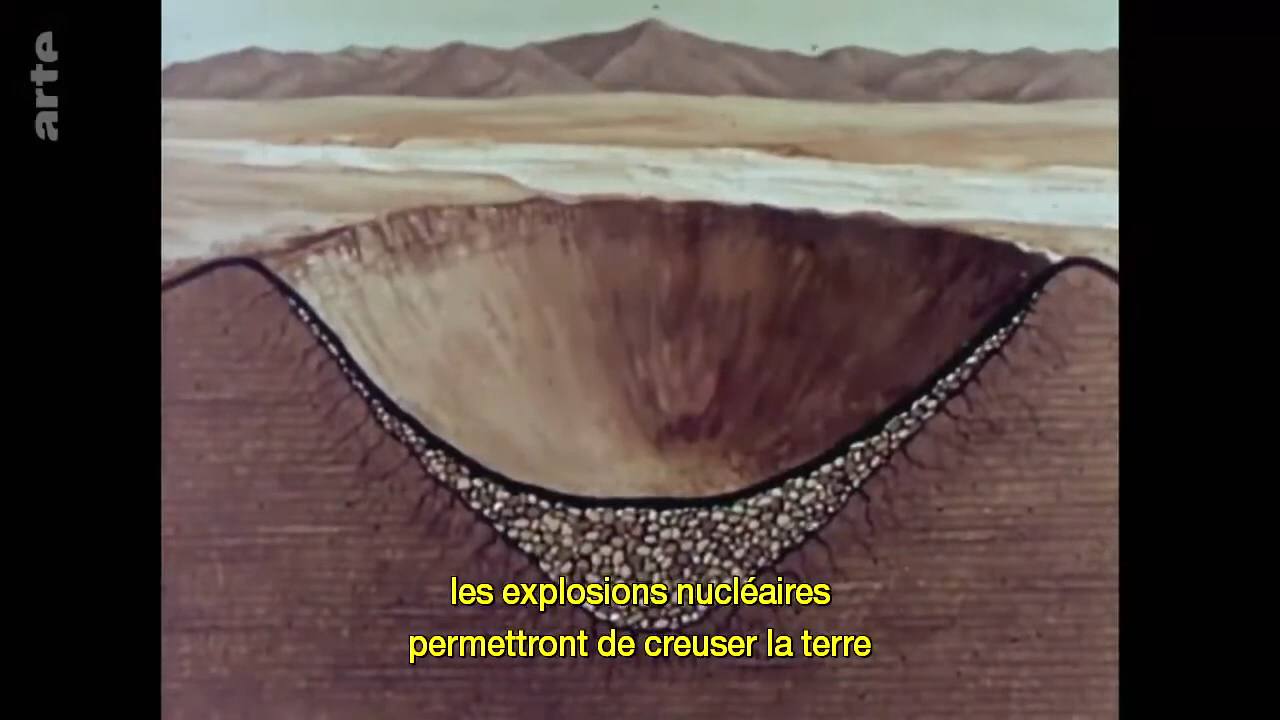 arte
les explosions nucléaires
permettront de creuser la terre